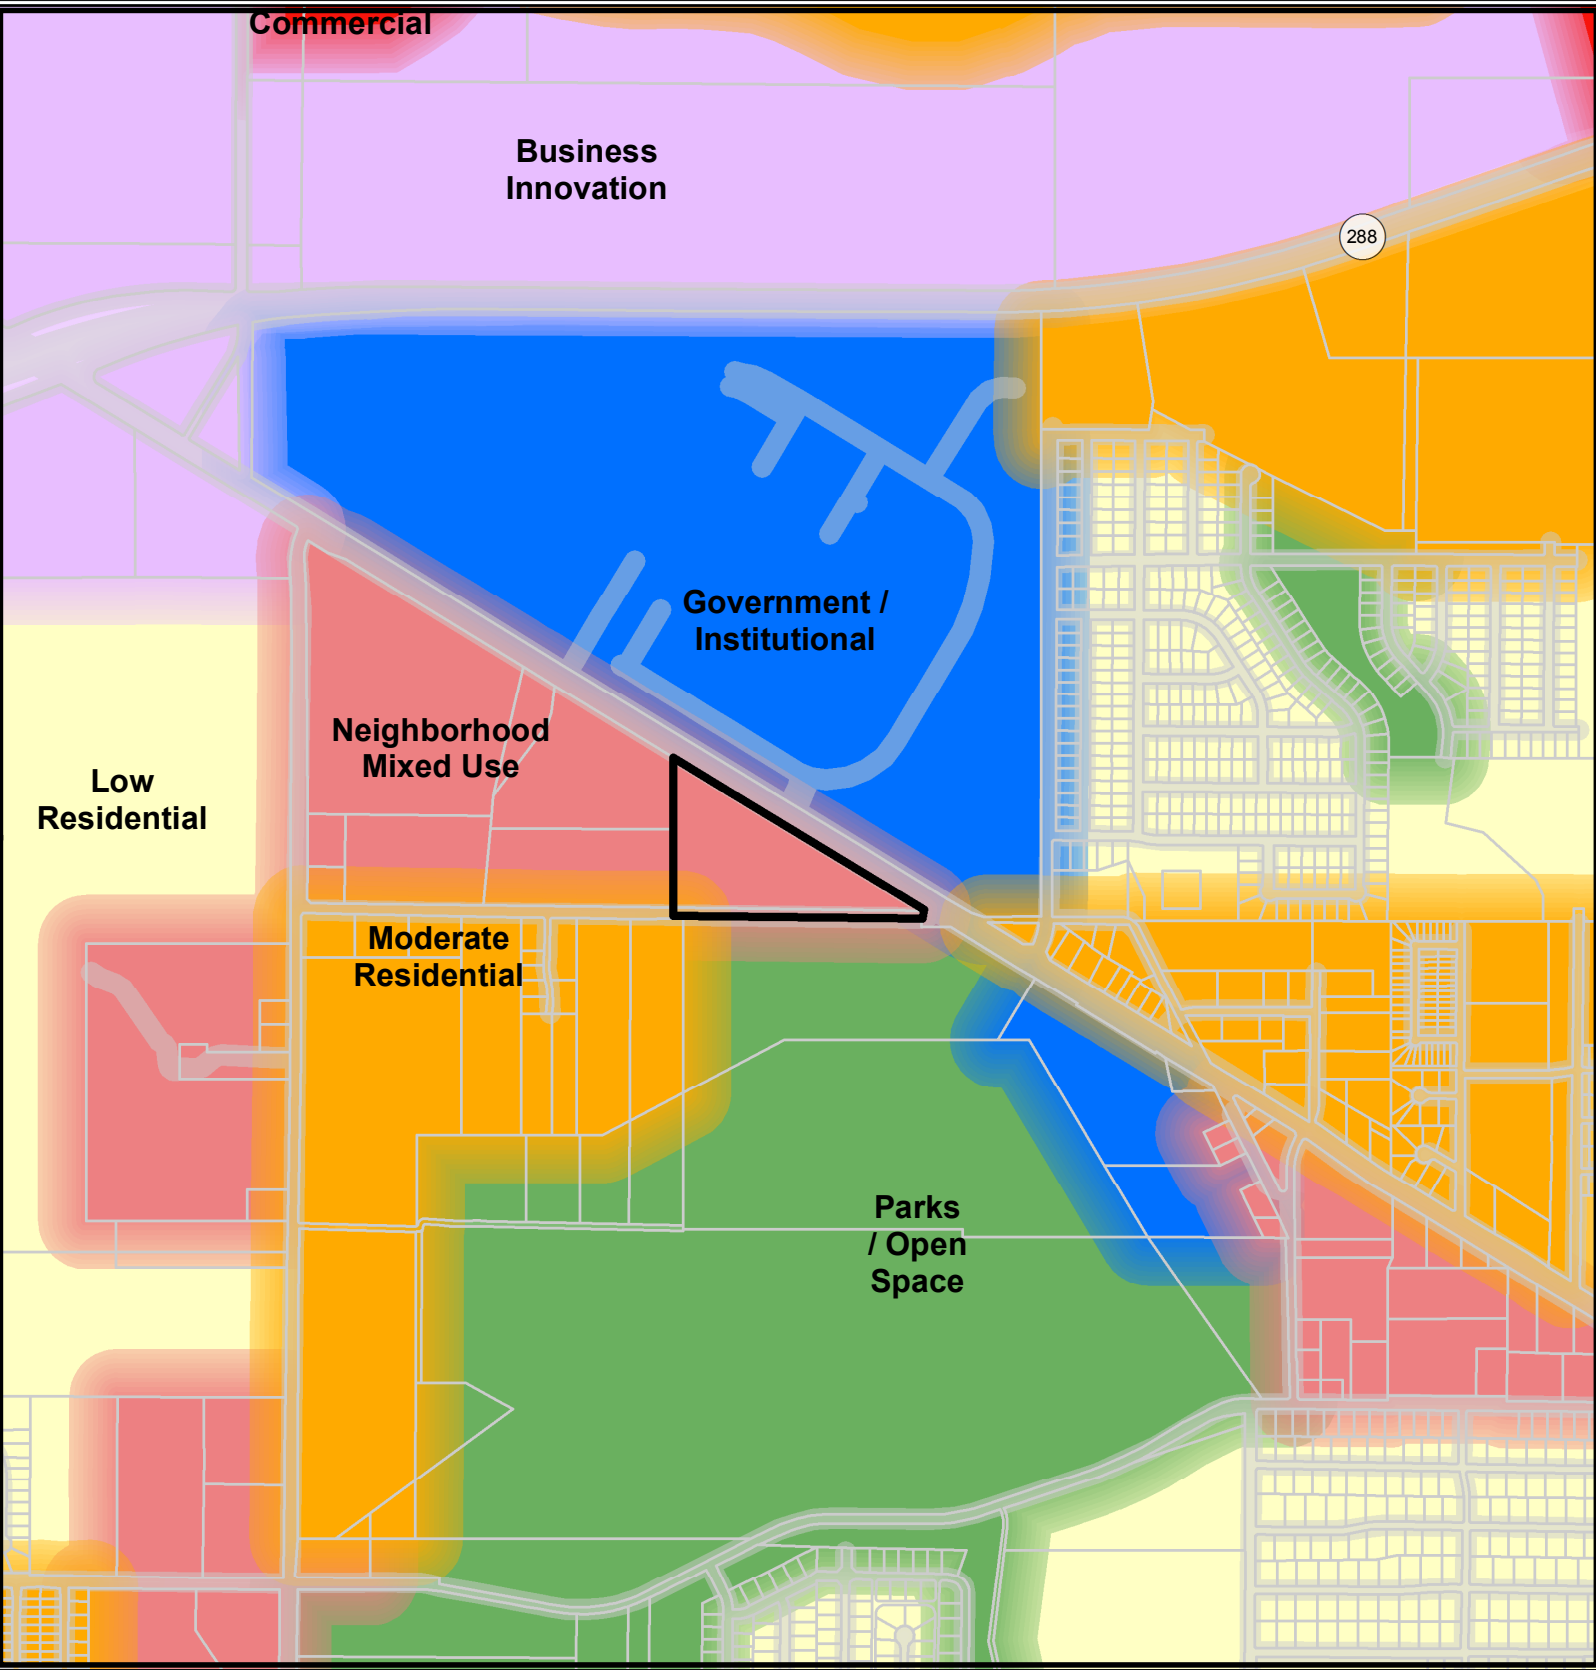 Commercial
Business
Innovation
288
Government /
Institutional
Neighborhood
Mixed Use
Low
Residential
Moderate
Residential
Parks
/ Open
Space